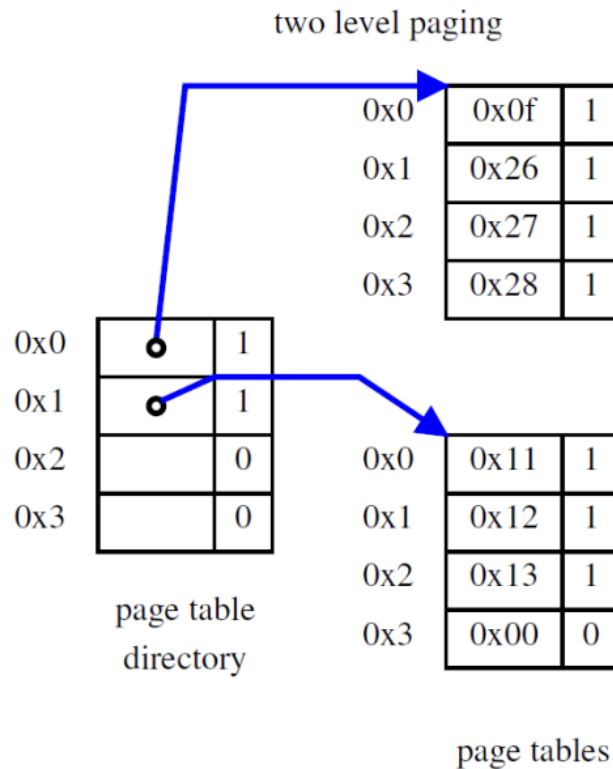 two level paging
0x0 0x0f 1
0x1 0x26 1
0x2 0x27 1
0x3 0x28 1
0x0 1
0x1 1
0x2 0
0x3 0
page table
directory
0x0 0x11 1
0x1 0x12 1
0x2 0x13 1
0x3 0x00 0
page tables